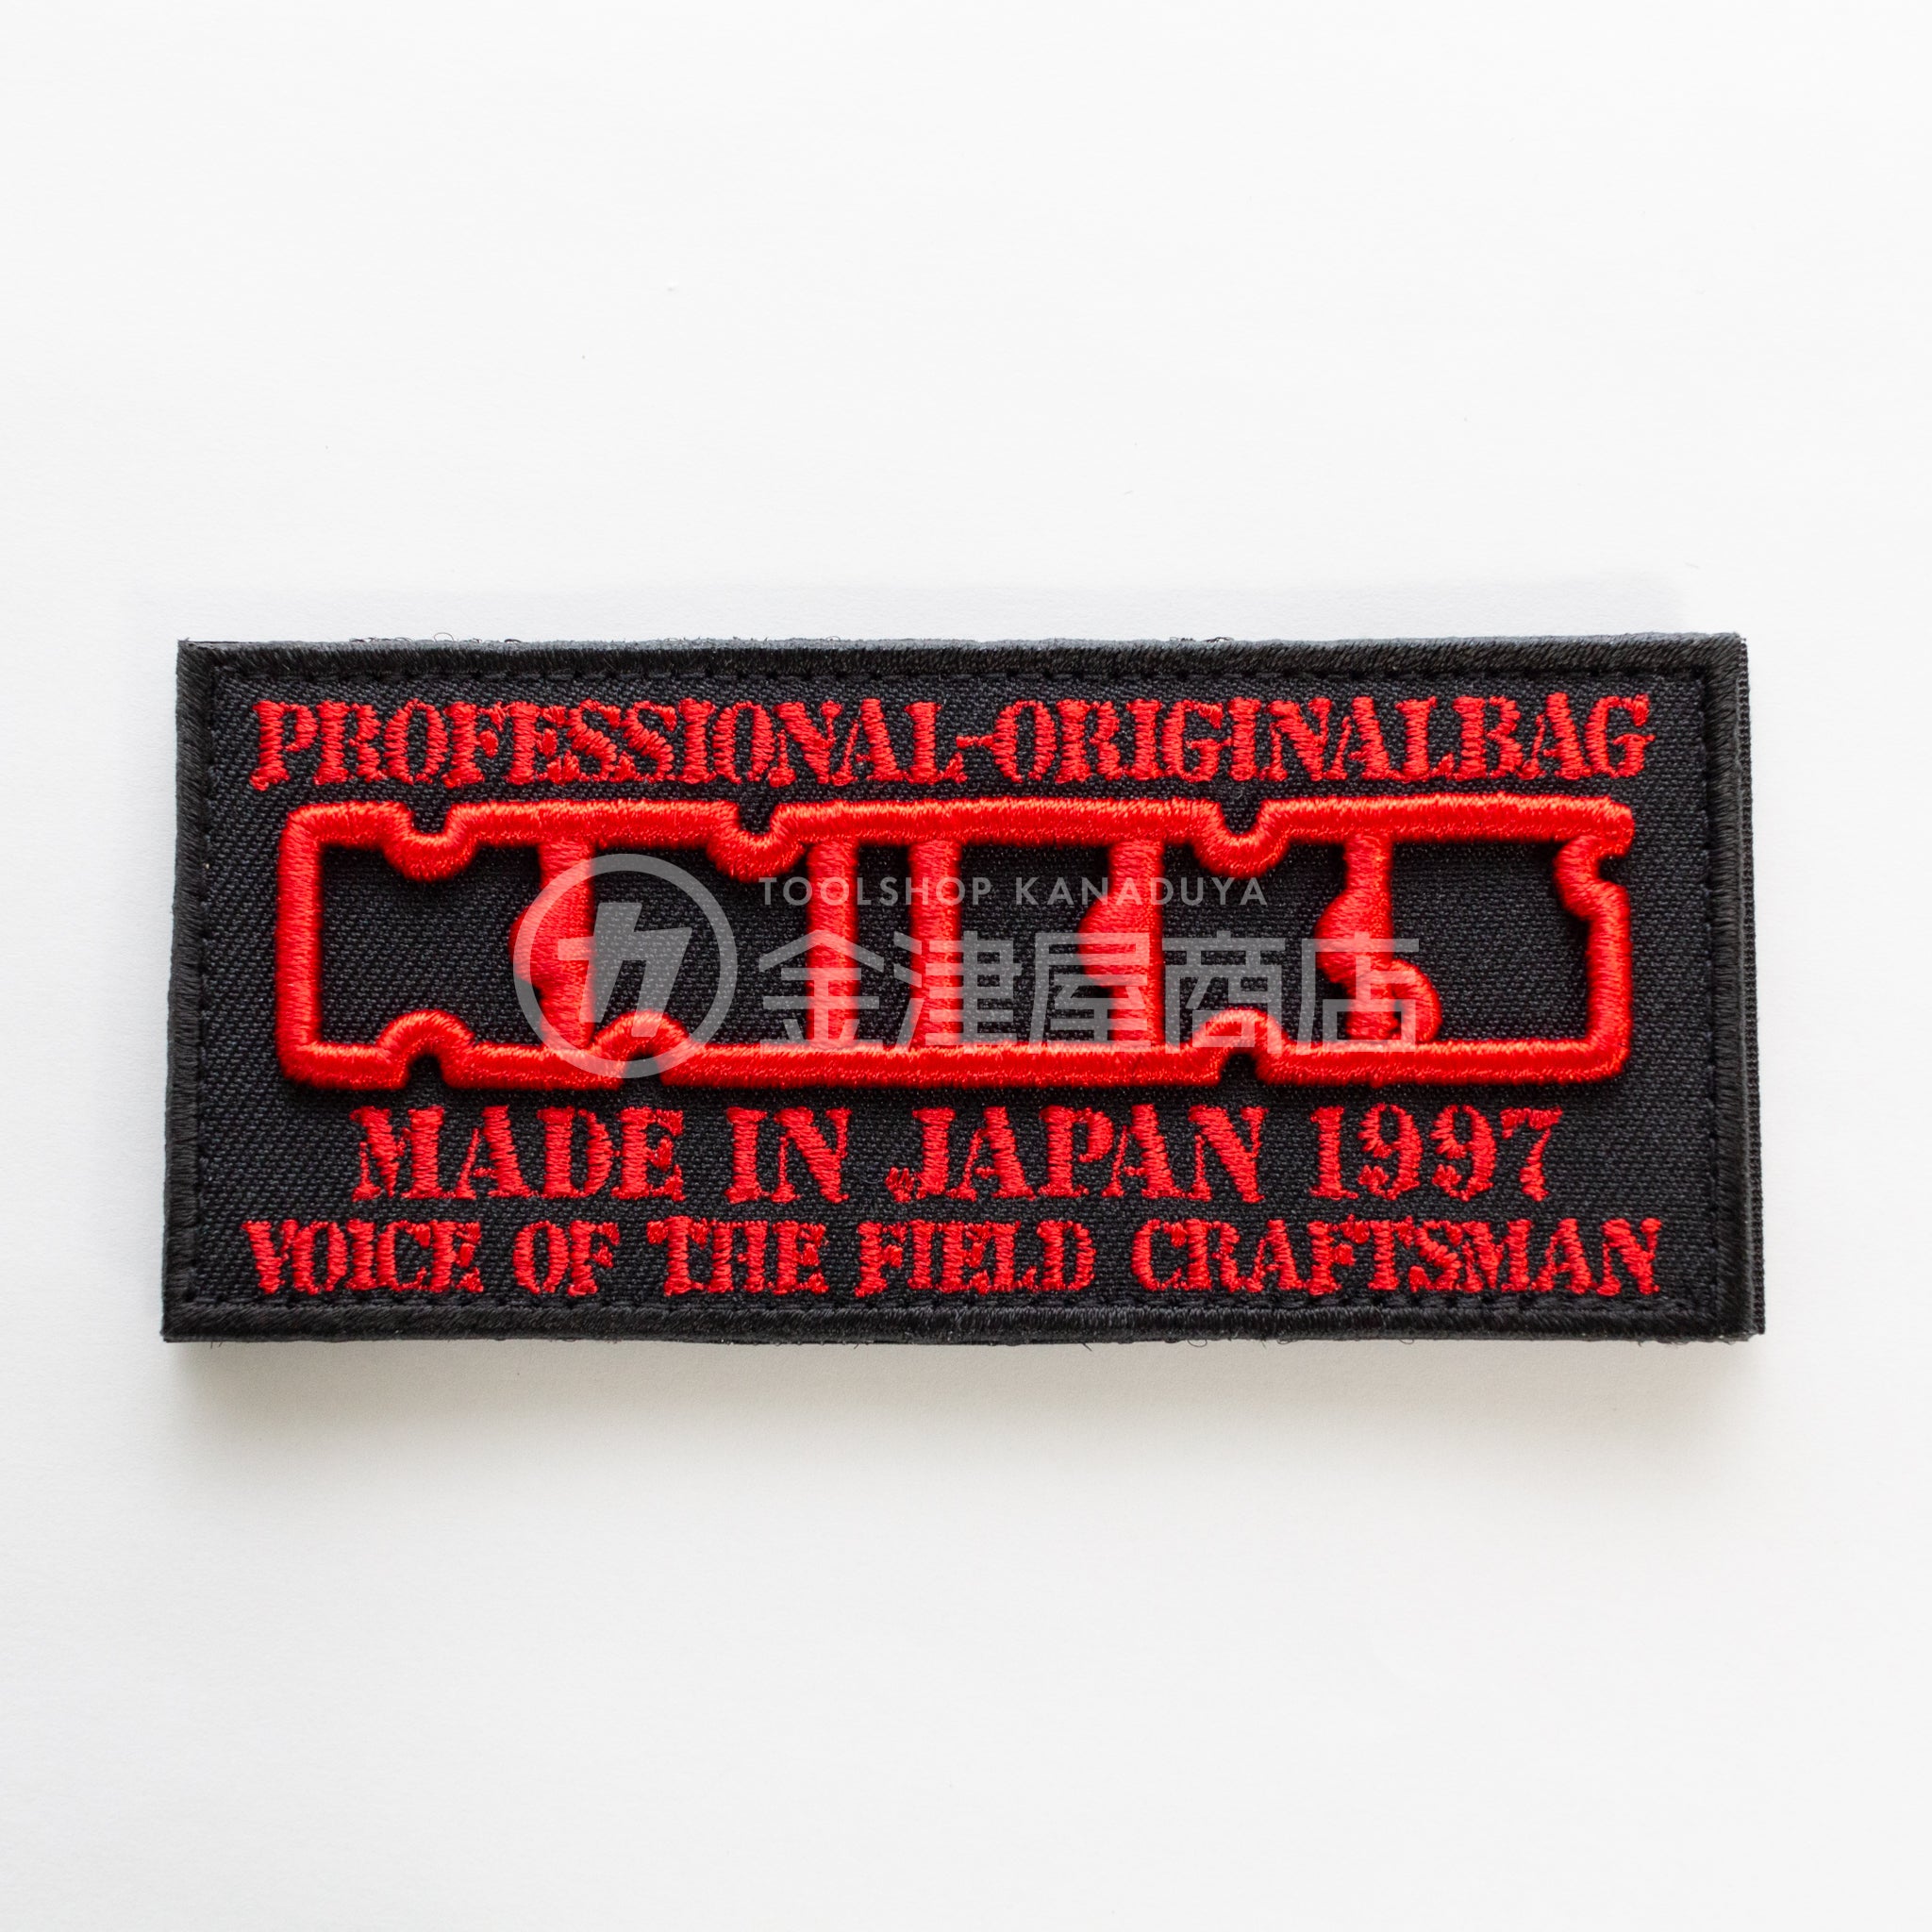 PROFESSIONAL-ORIGINALBAG
TOOLSHOP KANADUYA
金津屋商店
MADE IN JAPAN 1997
VOICE OF THE FIELD CRAFTSMAN